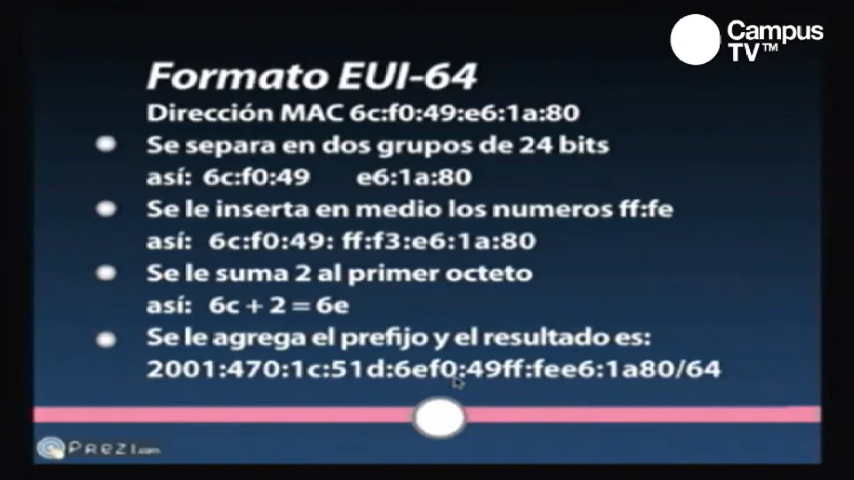 Campus
TV™
Formato EUI-64
Dirección MAC 6c:f0:49:e6:1a:80
Se separa en dos grupos de 24 bits
así: 6c:f0:49 e6:1a:80
Se le inserta en medio los numeros ff:fe
así: 6c:f0:49: ff:f3:e6:1a:80
Se le suma 2 al primer octeto
así: 6c + 2 = 6e
Se le agrega el prefijo y el resultado es:
2001:470:1c:51d:6ef0:49ff:fee6:1a80/64
Prezi.com